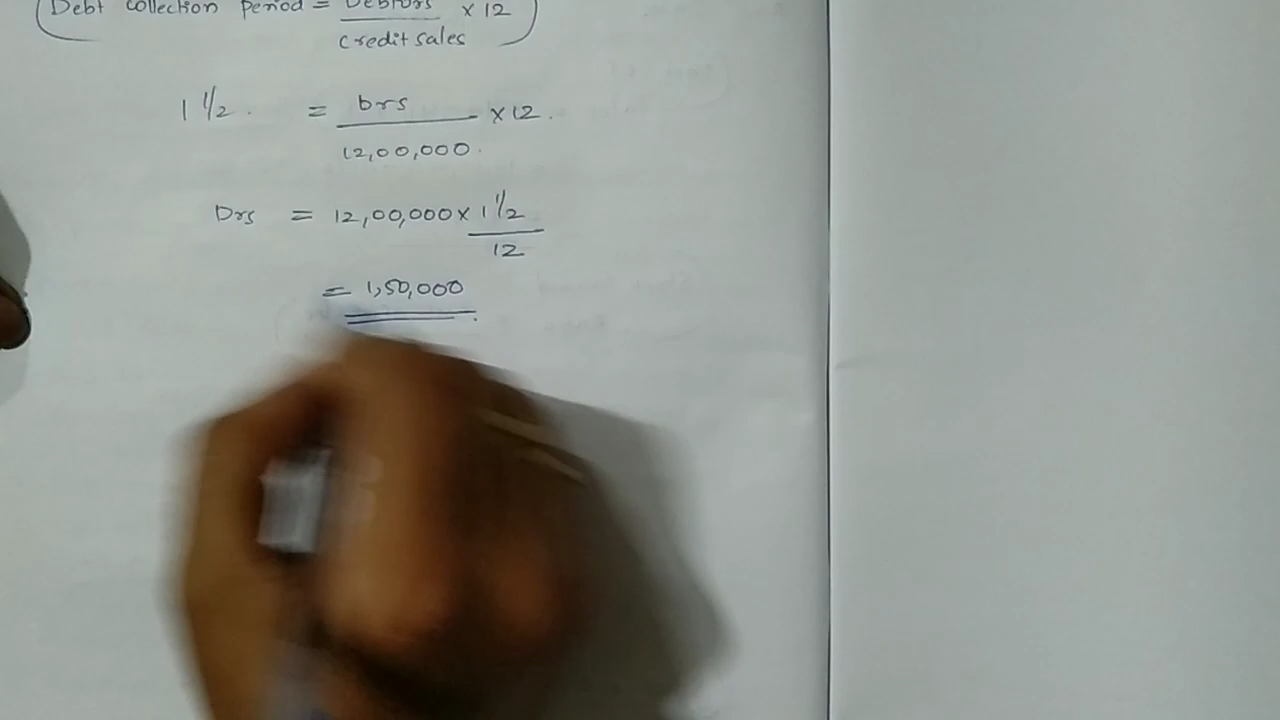 (Debt collection period = Debtors × 12)
credit sales
1 1/2 . = Drs × 12 .
12,00,000 .
Drs = 12,00,000 × 1 1/2
12
= 1,50,000